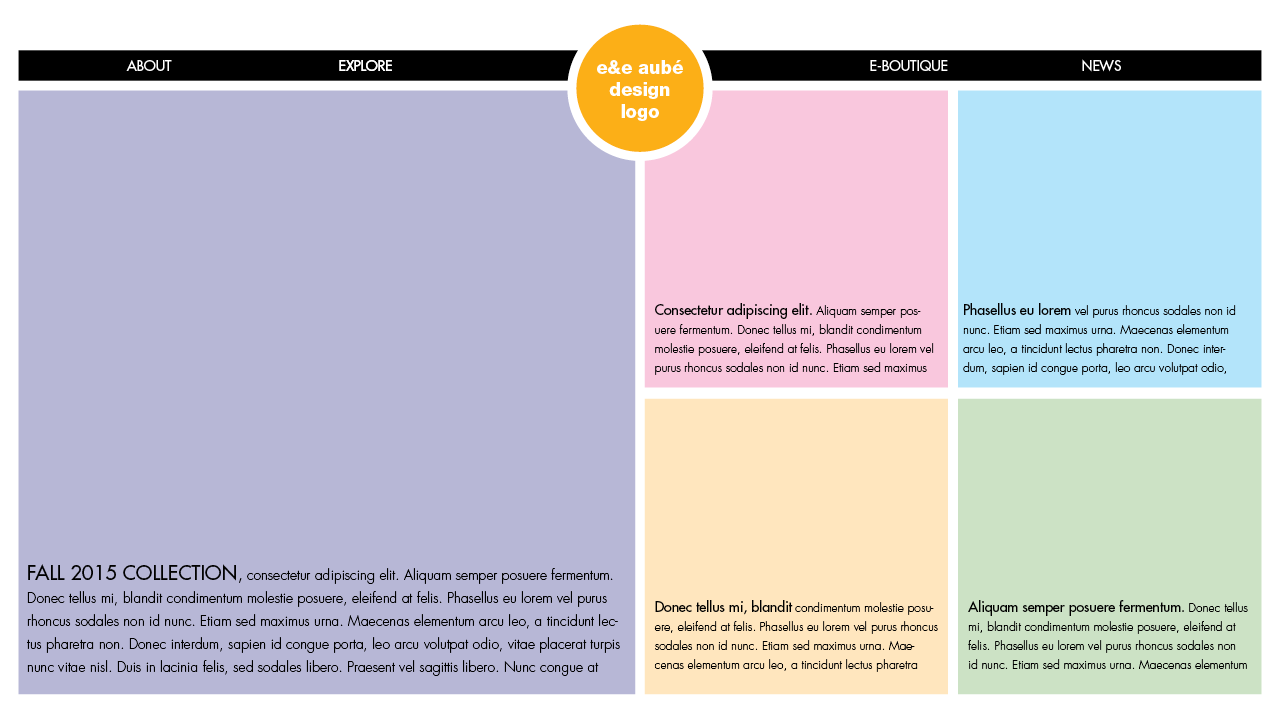 ABOUT
EXPLORE
e&e aubé
design
logo
E-BOUTIQUE
NEWS
FALL 2015 COLLECTION, consectetur adipiscing elit. Aliquam semper posuere fermentum.
Donec tellus mi, blandit condimentum molestie posuere, eleifend at felis. Phasellus eu lorem vel purus
rhoncus sodales non id nunc. Etiam sed maximus urna. Maecenas elementum arcu leo, a tincidunt lec-
tus pharetra non. Donec interdum, sapien id congue porta, leo arcu volutpat odio, vitae placerat turpis
nunc vitae nisl. Duis in lacinia felis, sed sodales libero. Praesent vel sagittis libero. Nunc congue at
Consectetur adipiscing elit. Aliquam semper pos-
uere fermentum. Donec tellus mi, blandit condimentum
molestie posuere, eleifend at felis. Phasellus eu lorem vel
purus rhoncus sodales non id nunc. Etiam sed maximus
Phasellus eu lorem vel purus rhoncus sodales non id
nunc. Etiam sed maximus urna. Maecenas elementum
arcu leo, a tincidunt lectus pharetra non. Donec inter-
dum, sapien id congue porta, leo arcu volutpat odio,
Donec tellus mi, blandit condimentum molestie posu-
ere, eleifend at felis. Phasellus eu lorem vel purus rhoncus
sodales non id nunc. Etiam sed maximus urna. Mae-
cenas elementum arcu leo, a tincidunt lectus pharetra
Aliquam semper posuere fermentum. Donec tellus
mi, blandit condimentum molestie posuere, eleifend at
felis. Phasellus eu lorem vel purus rhoncus sodales non
id nunc. Etiam sed maximus urna. Maecenas elementum